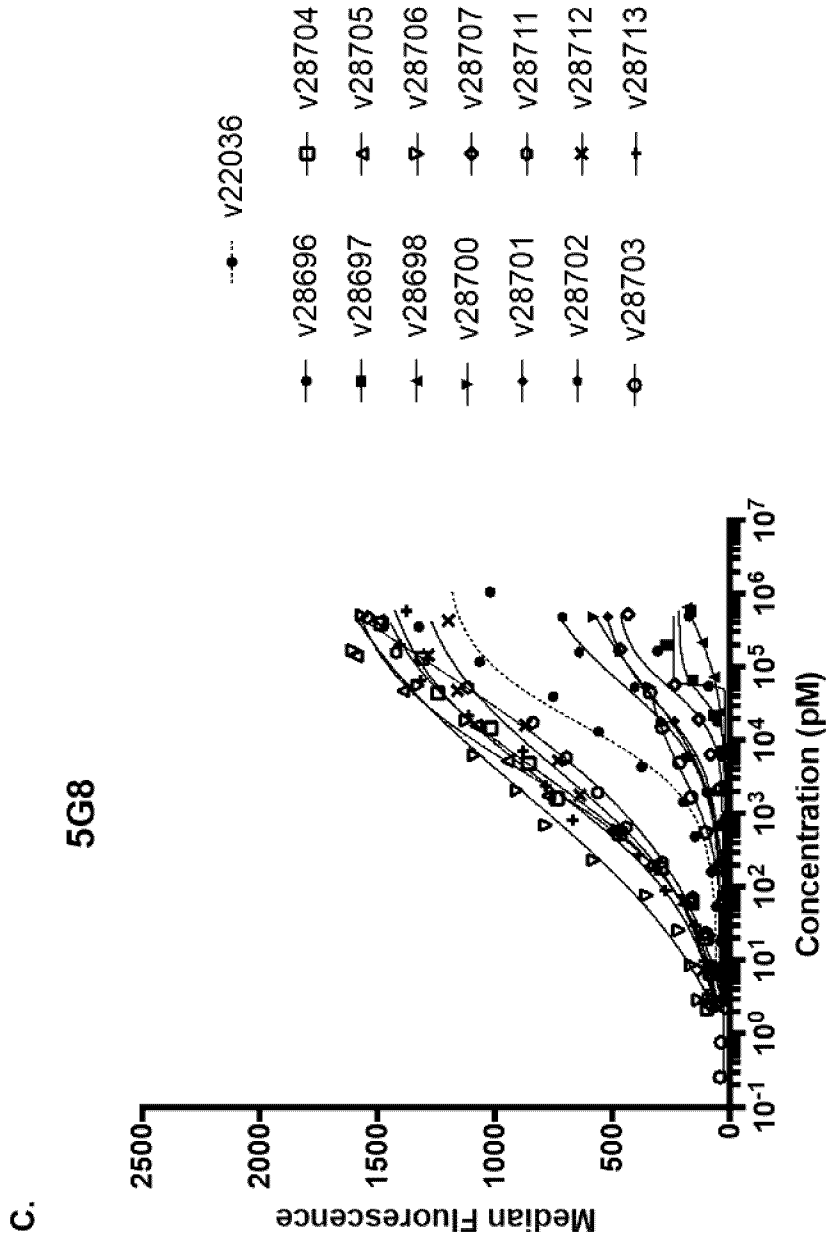 C.
5G8
2500
2000
1500
1000
500
0
Median Fluorescence
10-1 100 101 102 103 104 105 106 107
Concentration (pM)
v22036
v28696 v28704
v28697 v28705
v28698 v28706
v28700 v28707
v28701 v28711
v28702 v28712
v28703 v28713